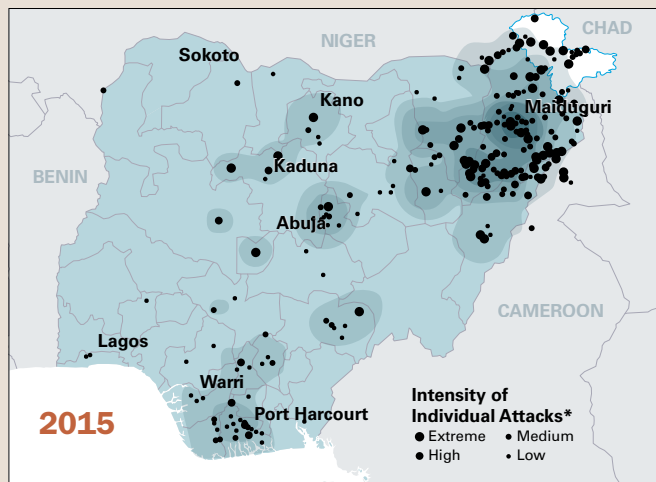 CHAD
NIGER
Sokoto
Kano
Maiduguri
Kaduna
BENIN
Abuja
CAMEROON
Lagos
Warri
Port Harcourt
2015
Intensity of
Individual Attacks*
Extreme
Medium
High
Low